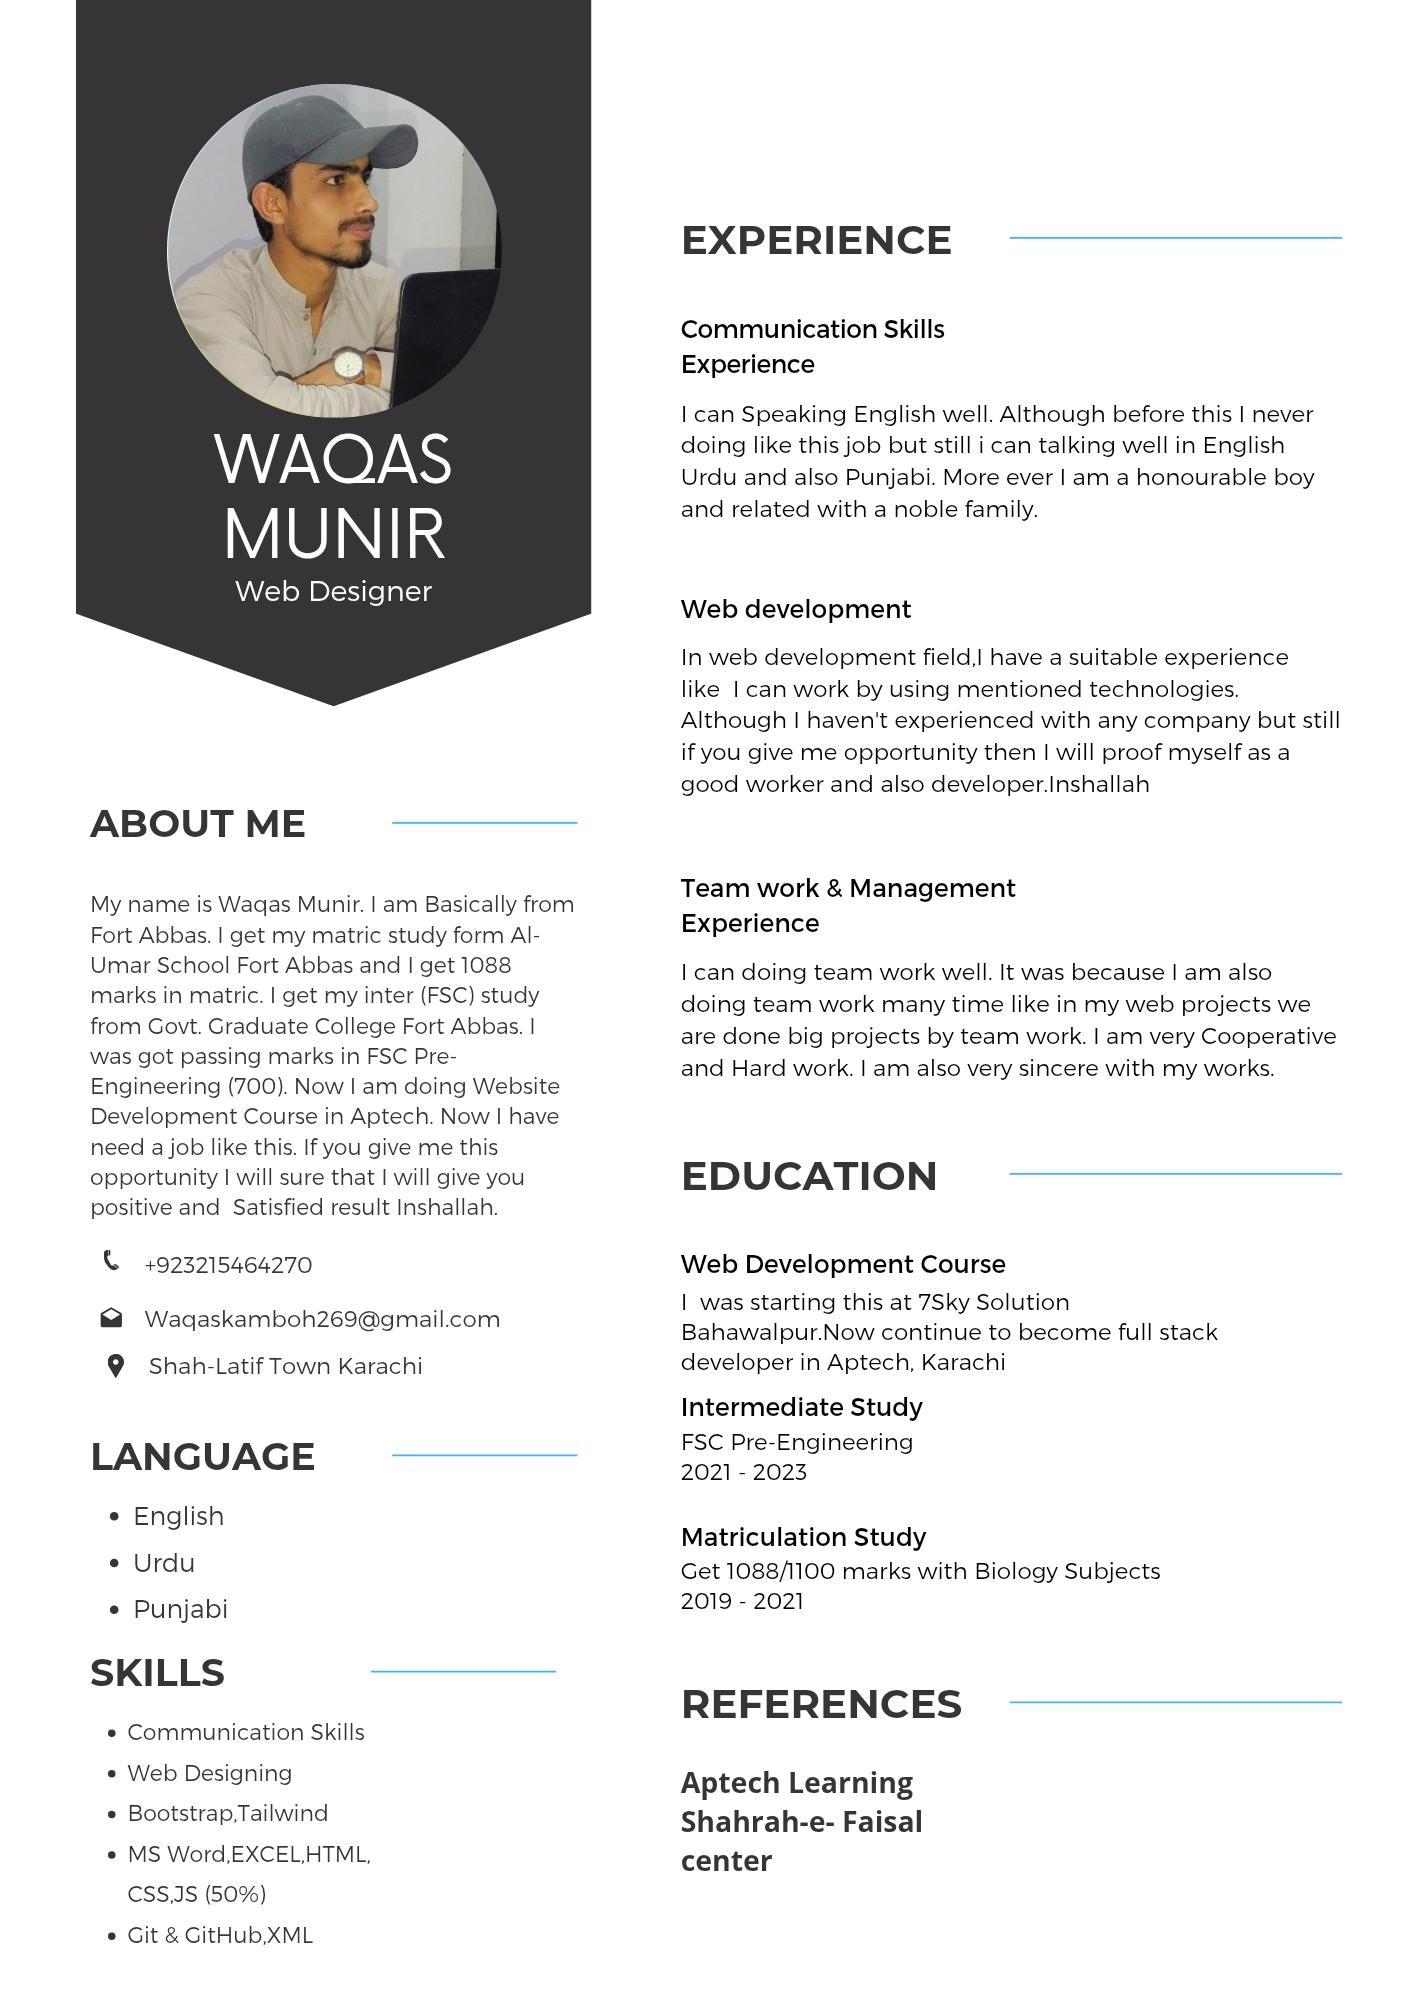 WAQAS
MUNIR
Web Designer
ABOUT ME
My name is Waqas Munir. I am Basically from
Fort Abbas. I get my matric study form Al-
Umar School Fort Abbas and I get 1088
marks in matric. I get my inter (FSC) study
from Govt. Graduate College Fort Abbas. I
was got passing marks in FSC Pre-
Engineering (700). Now I am doing Website
Development Course in Aptech. Now I have
need a job like this. If you give me this
opportunity I will sure that I will give you
positive and  Satisfied result Inshallah.
+923215464270
Waqaskamboh269@gmail.com
Shah-Latif Town Karachi
LANGUAGE
• English
• Urdu
• Punjabi
SKILLS
• Communication Skills
• Web Designing
• Bootstrap,Tailwind
• MS Word,EXCEL,HTML,
CSS,JS (50%)
• Git & GitHub,XML
EXPERIENCE
Communication Skills
Experience
I can Speaking English well. Although before this I never
doing like this job but still i can talking well in English
Urdu and also Punjabi. More ever I am a honourable boy
and related with a noble family.
Web development
In web development field,I have a suitable experience
like  I can work by using mentioned technologies.
Although I haven't experienced with any company but still
if you give me opportunity then I will proof myself as a
good worker and also developer.Inshallah
Team work & Management
Experience
I can doing team work well. It was because I am also
doing team work many time like in my web projects we
are done big projects by team work. I am very Cooperative
and Hard work. I am also very sincere with my works.
EDUCATION
Web Development Course
I  was starting this at 7Sky Solution
Bahawalpur.Now continue to become full stack
developer in Aptech, Karachi
Intermediate Study
FSC Pre-Engineering
2021 - 2023
Matriculation Study
Get 1088/1100 marks with Biology Subjects
2019 - 2021
REFERENCES
Aptech Learning
Shahrah-e- Faisal
center